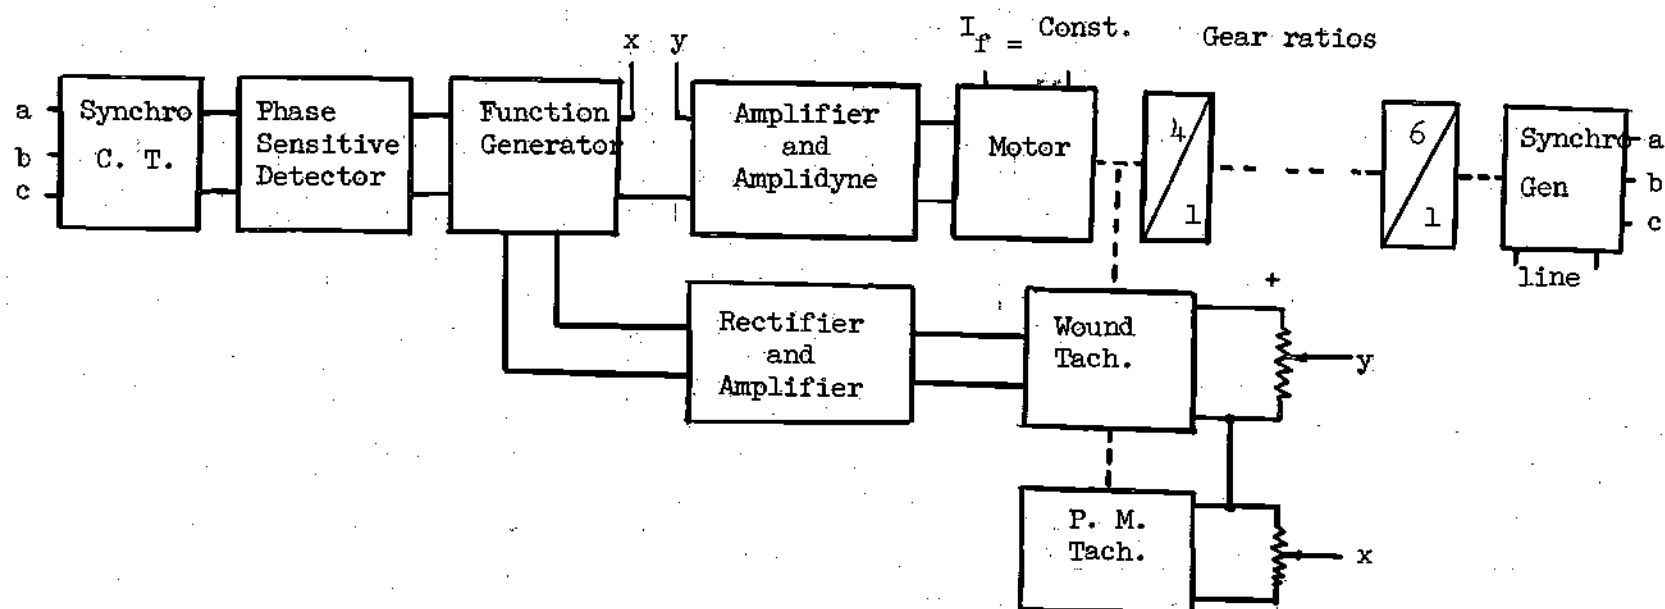 x y
I_f = Const.
Gear ratios
a
b
c
Synchro
C. T.
Phase
Sensitive
Detector
Function
Generator
Amplifier
and
Amplidyne
Motor
4
1
6
1
Synchro
Gen
a
b
c
line
Rectifier
and
Amplifier
Wound
Tach.
+
y
P. M.
Tach.
x